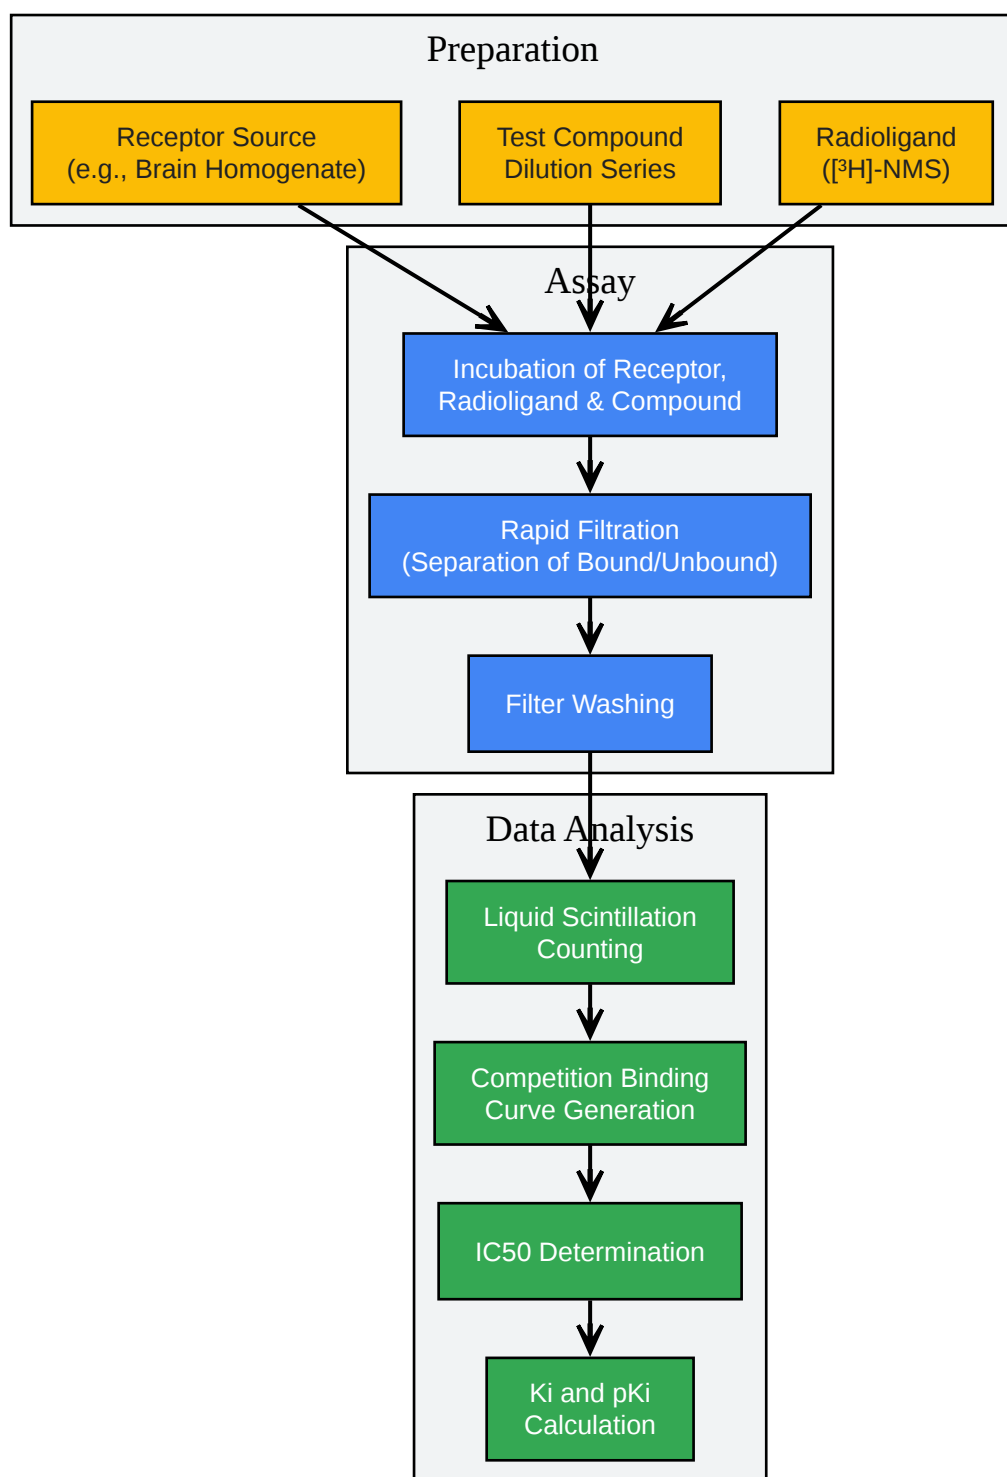 Preparation
Receptor Source
(e.g., Brain Homogenate)
Test Compound
Dilution Series
Radioligand
([³H]-NMS)
Assay
Incubation of Receptor,
Radioligand & Compound
Rapid Filtration
(Separation of Bound/Unbound)
Filter Washing
Data Analysis
Liquid Scintillation
Counting
Competition Binding
Curve Generation
IC50 Determination
Ki and pKi
Calculation